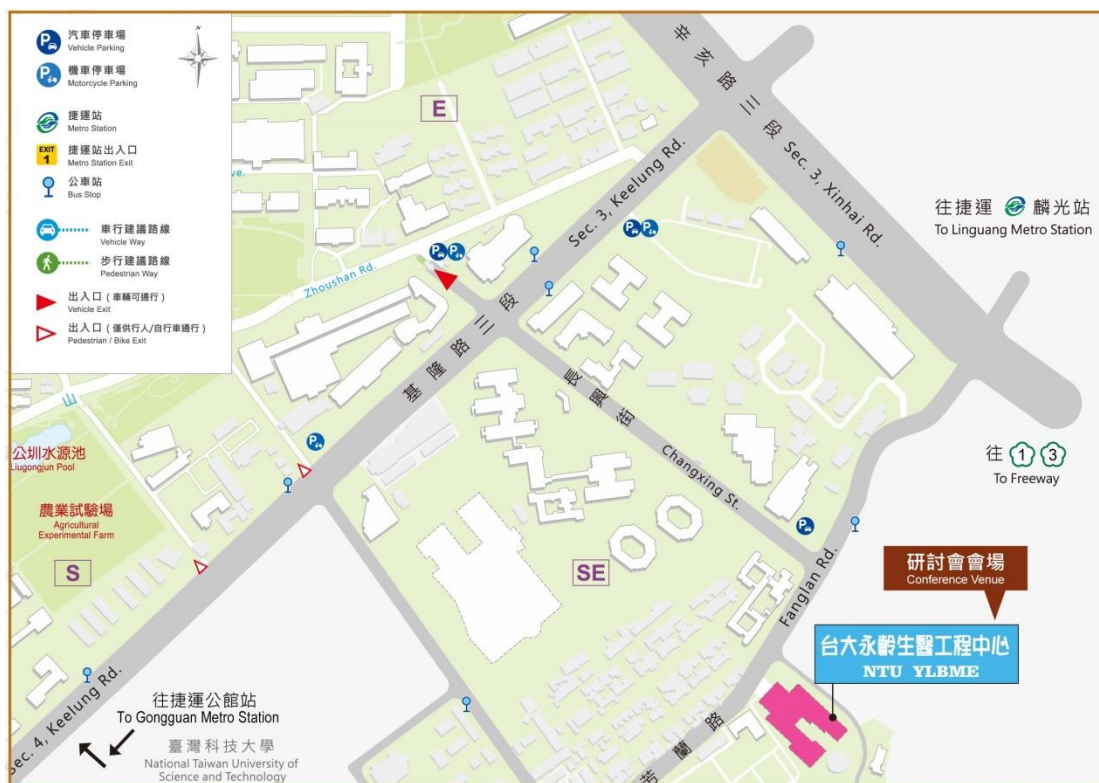 汽車停車場
Vehicle Parking
機車停車場
Motorcycle Parking
捷運站
Metro Station
EXIT
1
捷運站出入口
Metro Station Exit
公車站
Bus Stop
車行建議路線
Vehicle Way
步行建議路線
Pedestrian Way
出入口(車輛可通行)
Vehicle Exit
出入口(僅供行人/自行車通行)
Pedestrian / Bike Exit
N
E
ve.
辛亥路三段 Sec. 3, Xinhai Rd.
Sec. 3, Keelung Rd.
基隆路三段
往捷運 麟光站
To Linguang Metro Station
Zhoushan Rd.
長興街
Changxing St.
山
公圳水源池
Liugongjun Pool
農業試驗場
Agricultural
Experimental Farm
S
SE
往 1 3
To Freeway
Fanglan Rd.
研討會會場
Conference Venue
台大永齡生醫工程中心
NTU YLBME
芳蘭路
Sec. 4, Keelung Rd.
往捷運公館站
To Gongguan Metro Station
臺灣科技大學
National Taiwan University of
Science and Technology